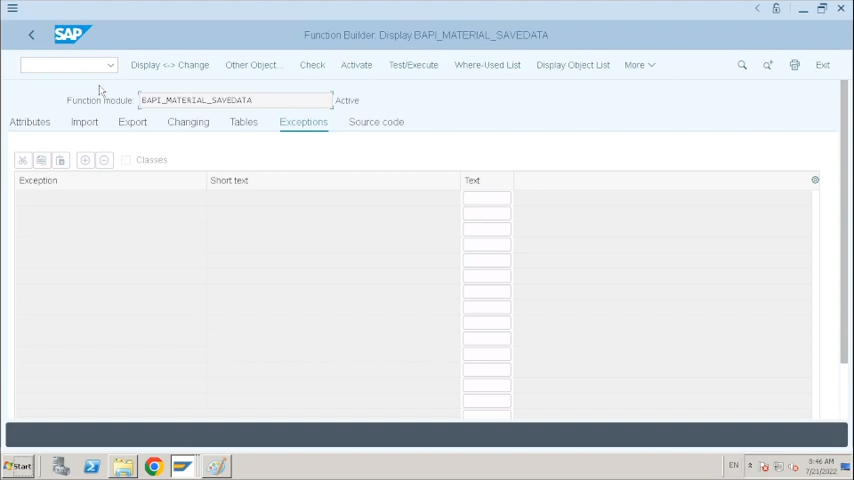 SAP
Function Builder: Display BAPI_MATERIAL_SAVEDATA
Display <-> Change Other Object... Check Activate Test/Execute Where-Used List Display Object List More Exit
Function module: BAPI_MATERIAL_SAVEDATA Active
Attributes Import Export Changing Tables Exceptions Source code
Classes
Exception Short text Text
Start
EN
5:46 AM
7/21/2022